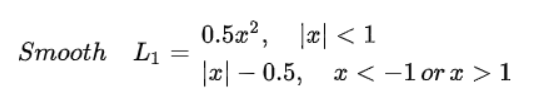 0.5x², |x| < 1
Smooth L₁ =
|x| − 0.5, x < −1 or x > 1